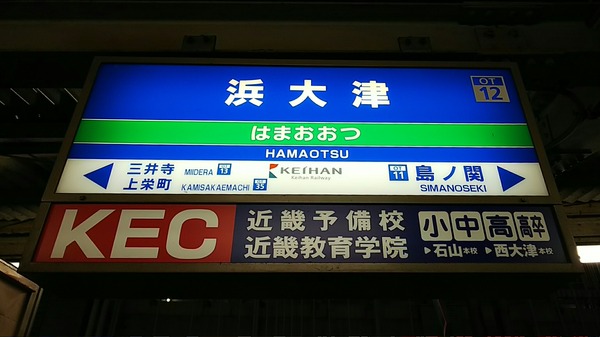 浜大津
OT
12
はまおおつ
HAMAOTSU
三井寺 MIIDERA OT 13
上栄町 KAMISAKAEMACHI OT 35
KEIHAN
Keihan Railway
OT
11
島ノ関
SIMANOSEKI
KEC 近畿予備校 小中高高卒
近畿教育学院 ▶石山本校 ▶西大津本校